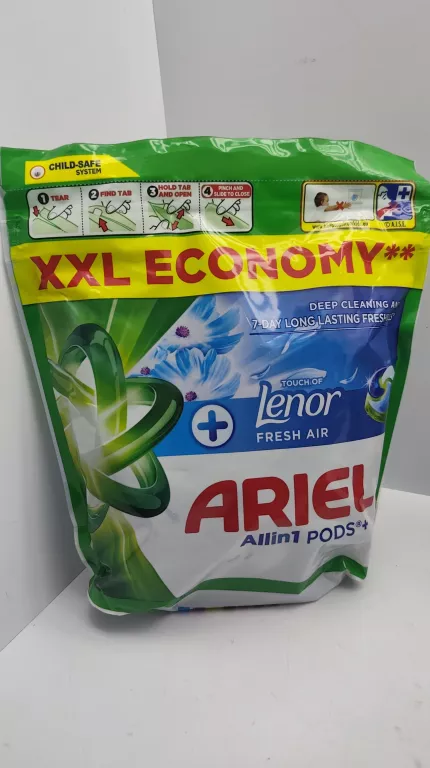 CHILD-SAFE
SYSTEM
1 TEAR
2 FIND TAB
3 HOLD TAB
AND OPEN
4 PINCH AND
SLIDE TO CLOSE
XXL ECONOMY**
DEEP CLEANING
7-DAY LONG LASTING
TOUCH OF
Lenor
FRESH AIR
+
ARIEL
Allin1 PODS®+